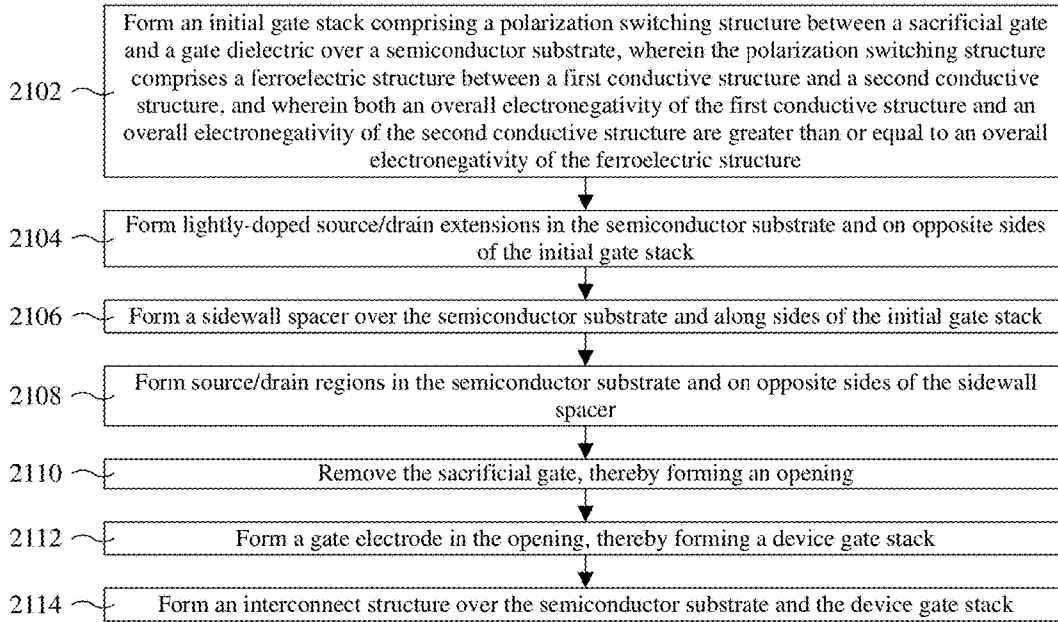 Form an initial gate stack comprising a polarization switching structure between a sacrificial gate
and a gate dielectric over a semiconductor substrate, wherein the polarization switching structure
comprises a ferroelectric structure between a first conductive structure and a second conductive
structure, and wherein both an overall electronegativity of the first conductive structure and an
overall electronegativity of the second conductive structure are greater than or equal to an overall
electronegativity of the ferroelectric structure
2102
Form lightly-doped source/drain extensions in the semiconductor substrate and on opposite sides
of the initial gate stack
2104
2106
Form a sidewall spacer over the semiconductor substrate and along sides of the initial gate stack
Form source/drain regions in the semiconductor substrate and on opposite sides of the sidewall
spacer
2108
2110
Remove the sacrificial gate, thereby forming an opening
2112
Form a gate electrode in the opening, thereby forming a device gate stack
2114
Form an interconnect structure over the semiconductor substrate and the device gate stack